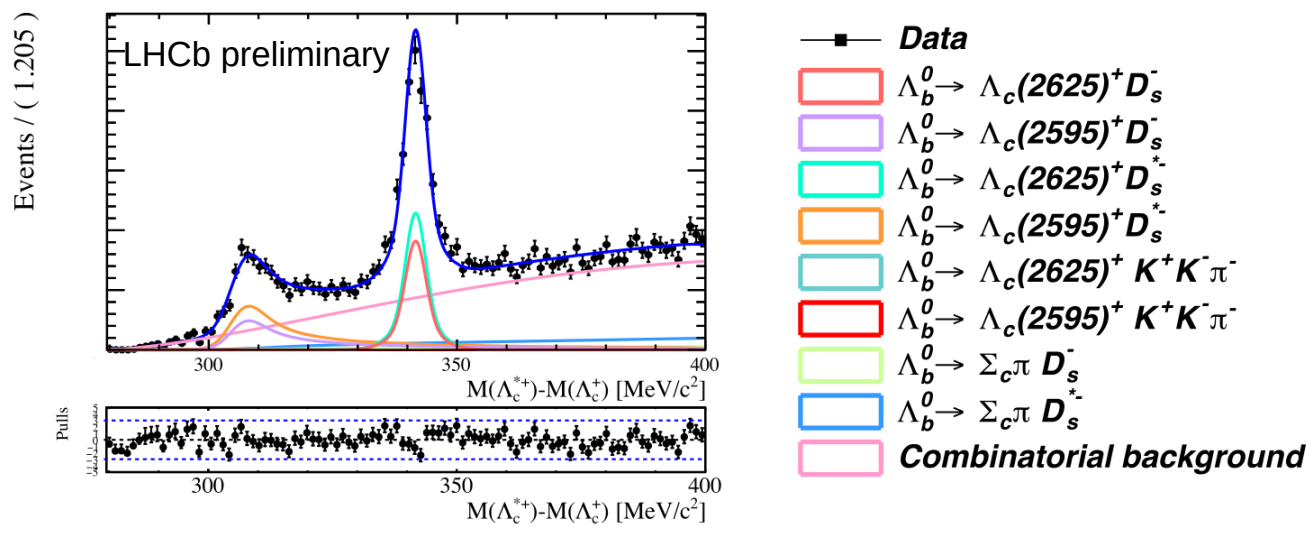 LHCb preliminary
Events / ( 1.205 )
300 350 400
M(Λc*+)-M(Λc+) [MeV/c2]
Pulls
300 350 400
M(Λc*+)-M(Λc+) [MeV/c2]
Data
Λb0→ Λc(2625)+Ds-
Λb0→ Λc(2595)+Ds-
Λb0→ Λc(2625)+Ds*-
Λb0→ Λc(2595)+Ds*-
Λb0→ Λc(2625)+ K+K-π-
Λb0→ Λc(2595)+ K+K-π-
Λb0→ Σcπ Ds-
Λb0→ Σcπ Ds*-
Combinatorial background